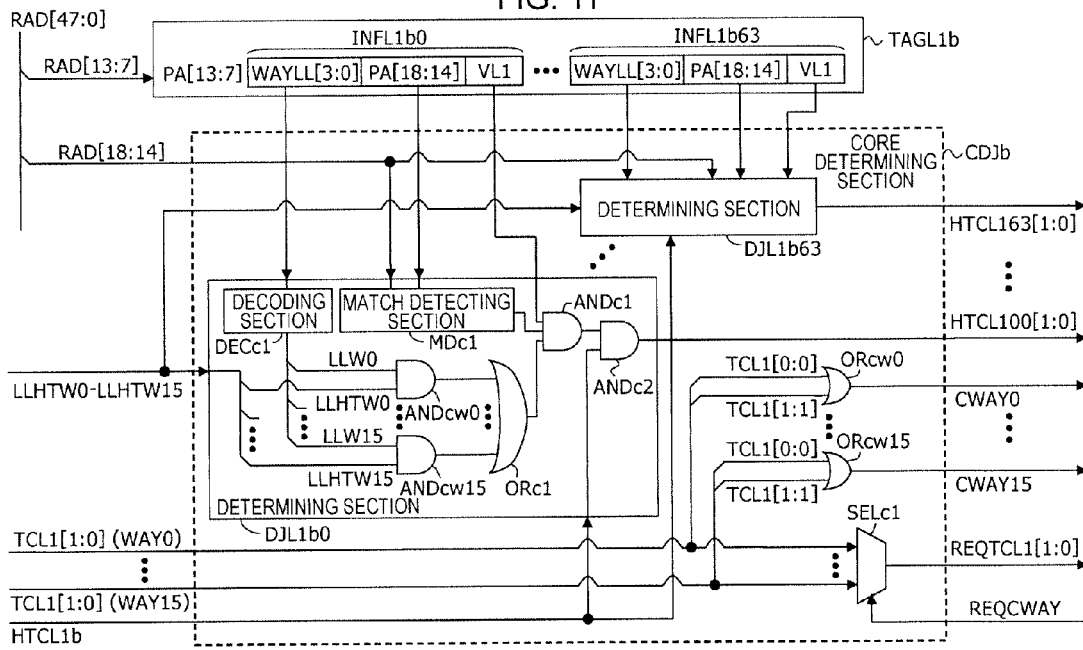 FIG. 11
RAD[47:0]
INFL1b0
INFL1b63
TAGL1b
RAD[13:7]
PA[13:7]
WAYLL[3:0] PA[18:14] VL1
WAYLL[3:0] PA[18:14] VL1
RAD[18:14]
CORE
DETERMINING
SECTION
CDJb
DETERMINING SECTION
DJL1b63
HTCL163[1:0]
DECODING
SECTION
DECc1
MATCH DETECTING
SECTION
MDc1
ANDc1
ANDc2
HTCL100[1:0]
LLHTW0-LLHTW15
LLW0
LLHTW0
ANDcw0
LLW15
LLHTW15
ANDcw15
ORc1
DETERMINING SECTION
DJL1b0
TCL1[0:0]
TCL1[1:1]
ORcw0
CWAY0
TCL1[0:0]
TCL1[1:1]
ORcw15
CWAY15
SELc1
TCL1[1:0] (WAY0)
TCL1[1:0] (WAY15)
HTCL1b
REQTCL1[1:0]
REQCWAY